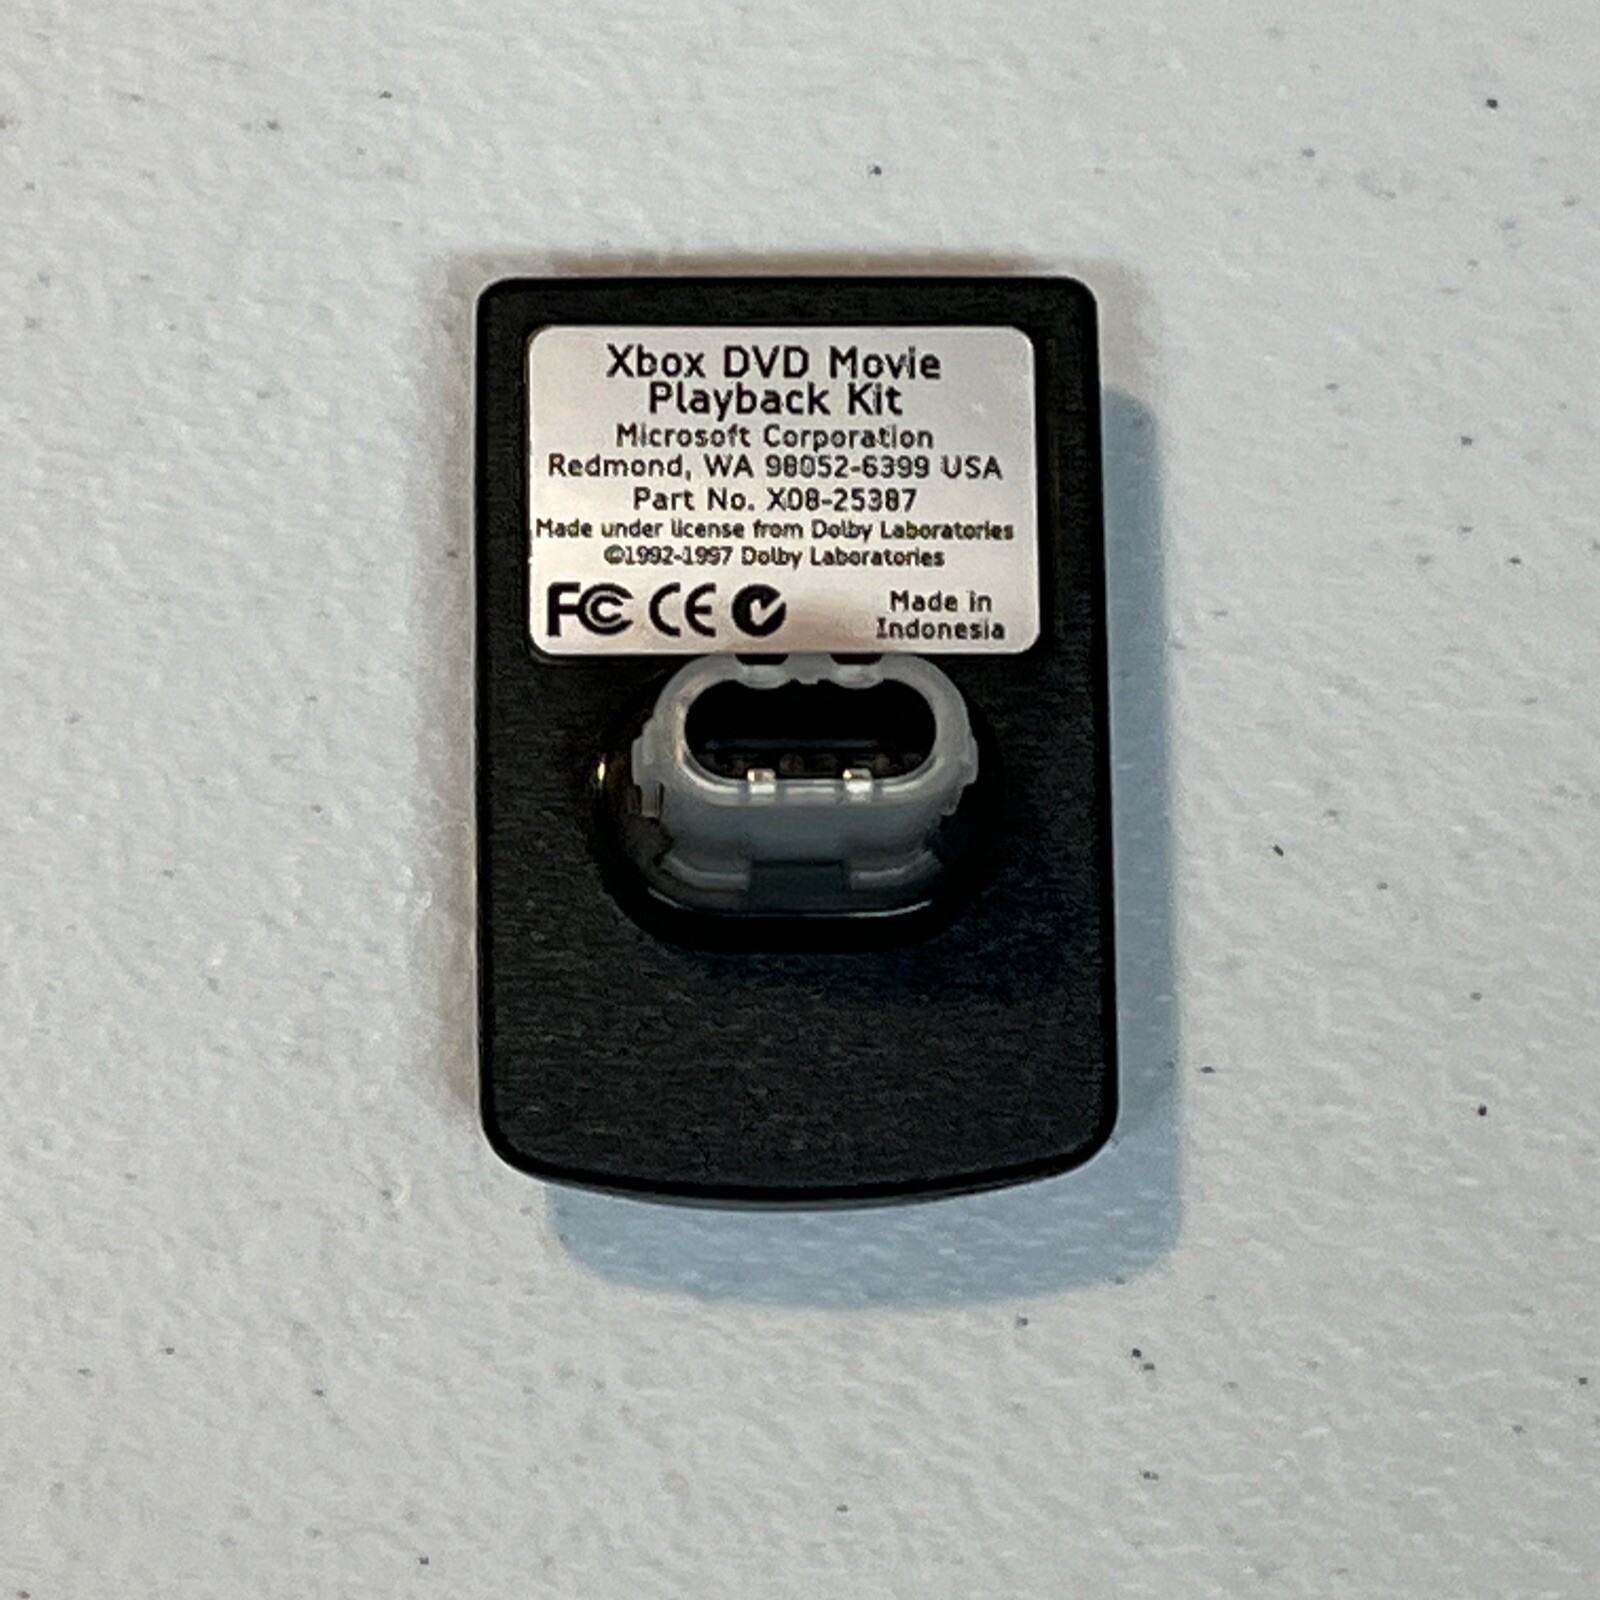 Xbox DVD Movie
Playback Kit
Microsoft Corporation
Redmond, WA 98052-6399 USA
Part No. X08-25387
Made under license from Dolby Laboratories
©1992-1997 Dolby Laboratories
FC CE
Made in
Indonesia